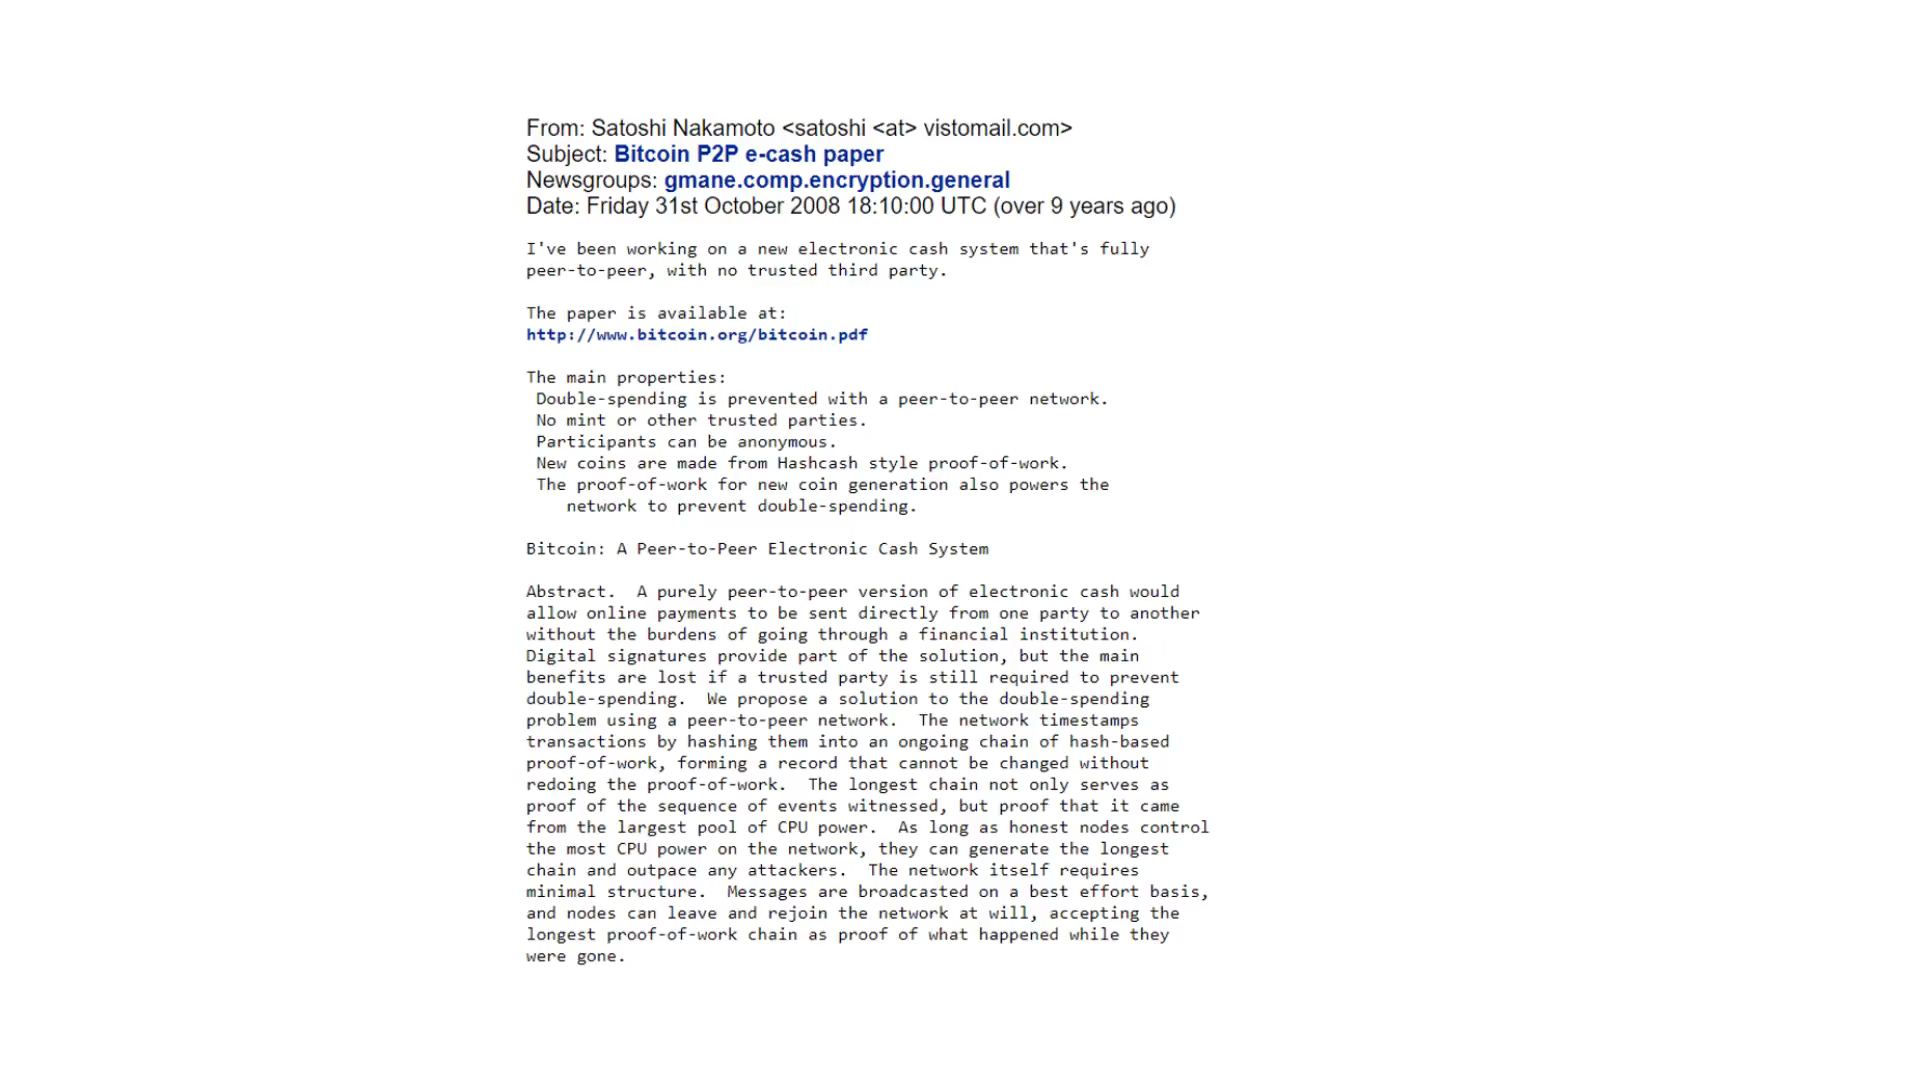 From: Satoshi Nakamoto <satoshi <at> vistomail.com>
Subject: Bitcoin P2P e-cash paper
Newsgroups: gmane.comp.encryption.general
Date: Friday 31st October 2008 18:10:00 UTC (over 9 years ago)
I've been working on a new electronic cash system that's fully
peer-to-peer, with no trusted third party.
The paper is available at:
http://www.bitcoin.org/bitcoin.pdf
The main properties:
Double-spending is prevented with a peer-to-peer network.
No mint or other trusted parties.
Participants can be anonymous.
New coins are made from Hashcash style proof-of-work.
The proof-of-work for new coin generation also powers the
network to prevent double-spending.
Bitcoin: A Peer-to-Peer Electronic Cash System
Abstract.  A purely peer-to-peer version of electronic cash would
allow online payments to be sent directly from one party to another
without the burdens of going through a financial institution.
Digital signatures provide part of the solution, but the main
benefits are lost if a trusted party is still required to prevent
double-spending.  We propose a solution to the double-spending
problem using a peer-to-peer network.  The network timestamps
transactions by hashing them into an ongoing chain of hash-based
proof-of-work, forming a record that cannot be changed without
redoing the proof-of-work.  The longest chain not only serves as
proof of the sequence of events witnessed, but proof that it came
from the largest pool of CPU power.  As long as honest nodes control
the most CPU power on the network, they can generate the longest
chain and outpace any attackers.  The network itself requires
minimal structure.  Messages are broadcasted on a best effort basis,
and nodes can leave and rejoin the network at will, accepting the
longest proof-of-work chain as proof of what happened while they
were gone.